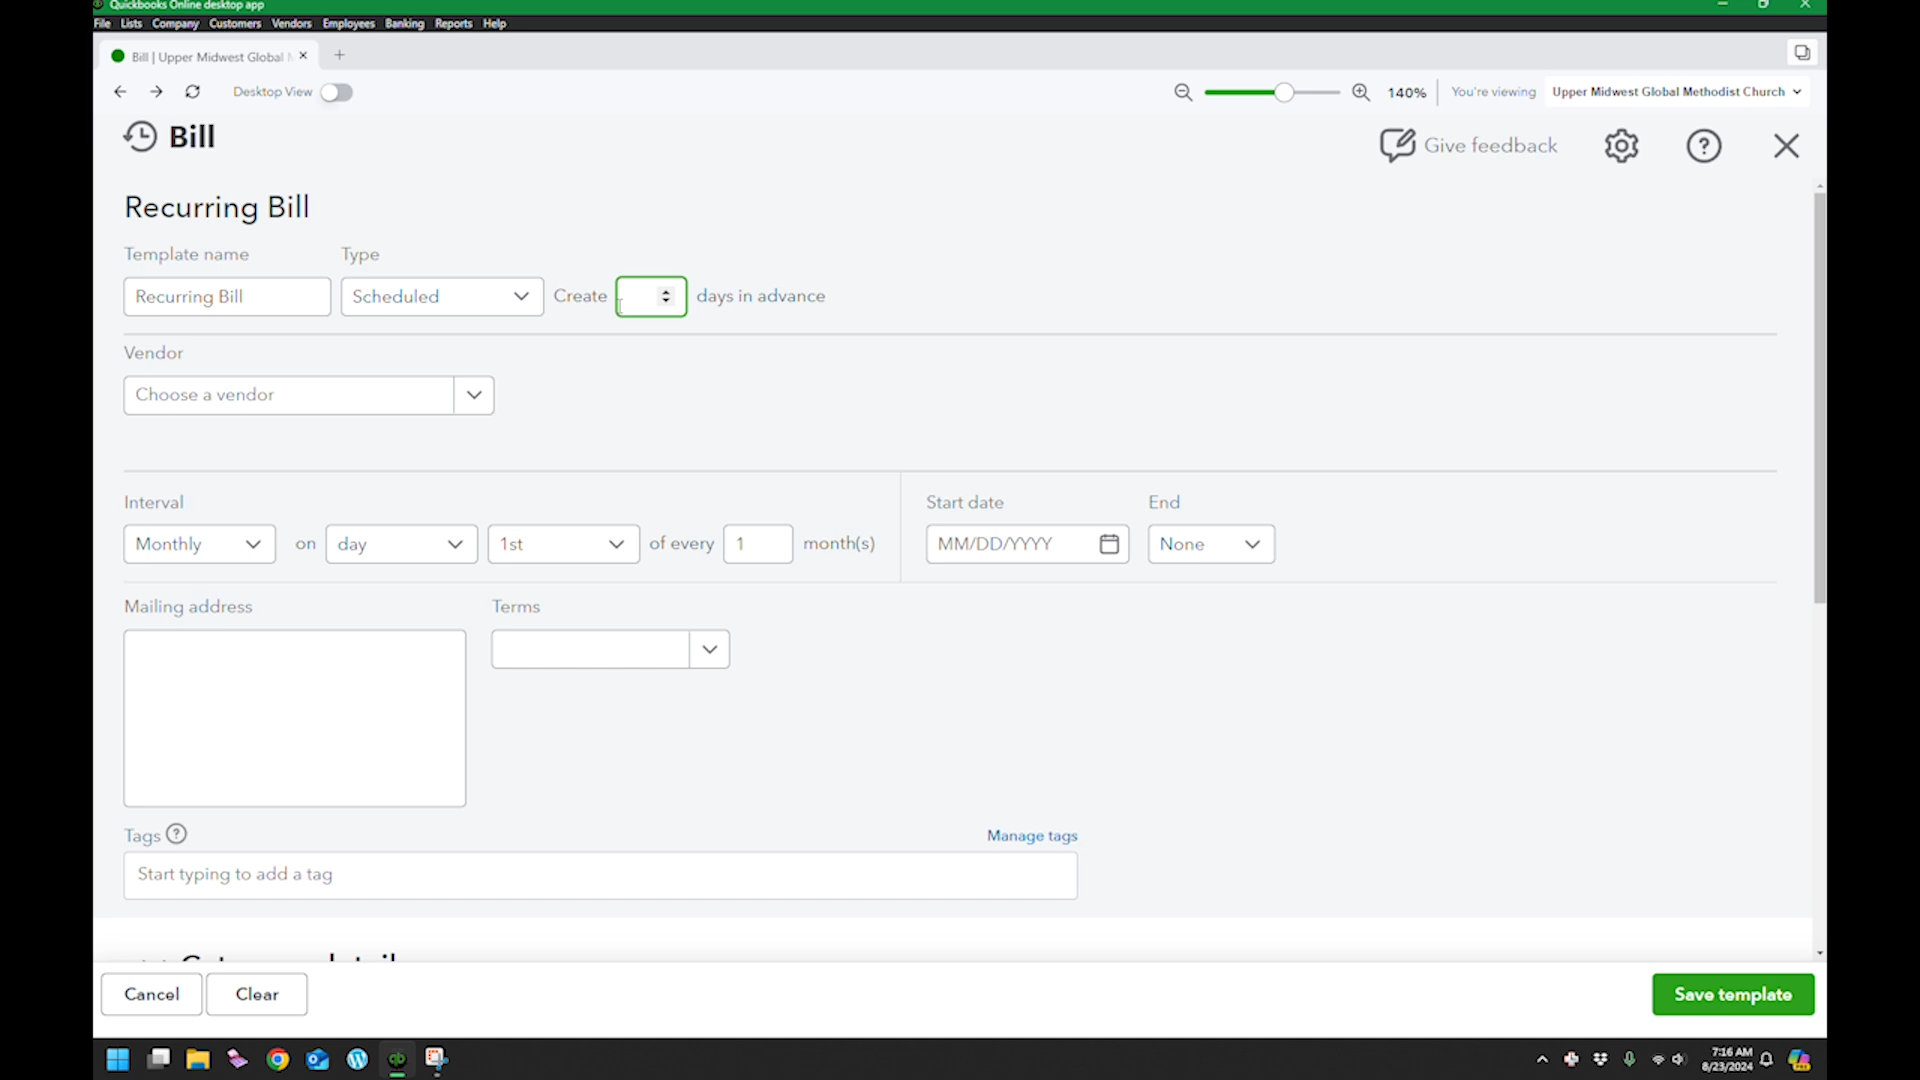 Quickbooks Online desktop app
File Lists Company Customers Vendors Employees Banking Reports Help
Bill | Upper Midwest Global
Desktop View
140%
You're viewing
Upper Midwest Global Methodist Church
Bill
Give feedback
Recurring Bill
Template name
Type
Recurring Bill
Scheduled
Create
days in advance
Vendor
Choose a vendor
Interval
Start date
End
Monthly
on
day
1st
of every
1
month(s)
MM/DD/YYYY
None
Mailing address
Terms
Tags
Manage tags
Start typing to add a tag
Cancel
Clear
Save template
7:16 AM
8/23/2024